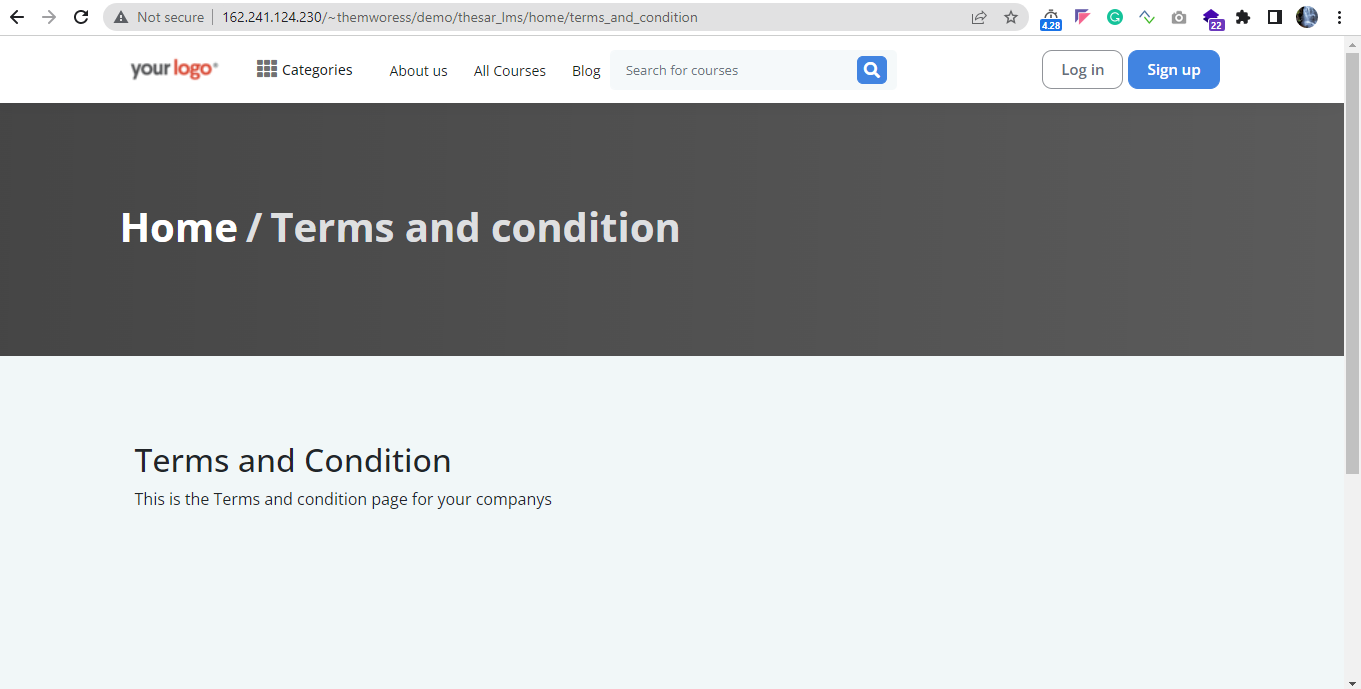 Not secure | 162.241.124.230/~themworess/demo/thesar_lms/home/terms_and_condition
4.28
22
your logo®
Categories
About us
All Courses
Blog
Search for courses
Log in
Sign up
Home / Terms and condition
Terms and Condition
This is the Terms and condition page for your companys